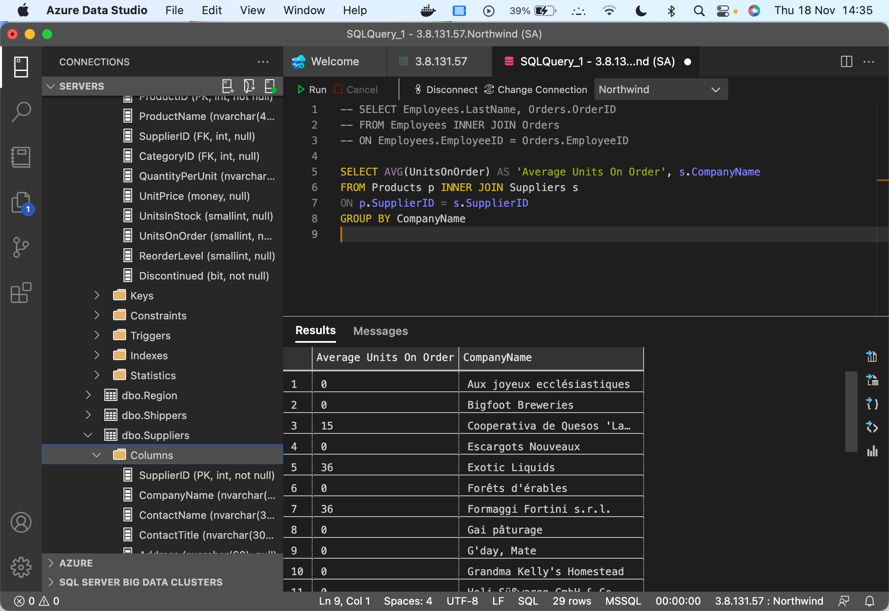 Azure Data Studio File Edit View Window Help 39% Thu 18 Nov 14:35
SQLQuery_1 - 3.8.131.57.Northwind (SA)
CONNECTIONS
SERVERS
ProductID (FK, int, not null)
ProductName (nvarchar(4...
SupplierID (FK, int, null)
CategoryID (FK, int, null)
QuantityPerUnit (nvarchar...
UnitPrice (money, null)
UnitsInStock (smallint, null)
UnitsOnOrder (smallint, n...
ReorderLevel (smallint, null)
Discontinued (bit, not null)
Keys
Constraints
Triggers
Indexes
Statistics
dbo.Region
dbo.Shippers
dbo.Suppliers
Columns
SupplierID (PK, int, not null)
CompanyName (nvarchar(...
ContactName (nvarchar(3...
ContactTitle (nvarchar(30...
AZURE
SQL SERVER BIG DATA CLUSTERS
1
Welcome 3.8.131.57 SQLQuery_1 - 3.8.13...nd (SA)
Run Cancel Disconnect Change Connection Northwind
1 -- SELECT Employees.LastName, Orders.OrderID
2 -- FROM Employees INNER JOIN Orders
3 -- ON Employees.EmployeeID = Orders.EmployeeID
4
5 SELECT AVG(UnitsOnOrder) AS 'Average Units On Order', s.CompanyName
6 FROM Products p INNER JOIN Suppliers s
7 ON p.SupplierID = s.SupplierID
8 GROUP BY CompanyName
9
Results Messages
Average Units On Order CompanyName
1 0 Aux joyeux ecclésiastiques
2 0 Bigfoot Breweries
3 15 Cooperativa de Quesos 'La…
4 0 Escargots Nouveaux
5 36 Exotic Liquids
6 0 Forêts d'érables
7 36 Formaggi Fortini s.r.l.
8 0 Gai pâturage
9 0 G'day, Mate
10 0 Grandma Kelly's Homestead
11 0
0 0 Ln 9, Col 1 Spaces: 4 UTF-8 LF SQL 29 rows MSSQL 00:00:00 3.8.131.57 : Northwind